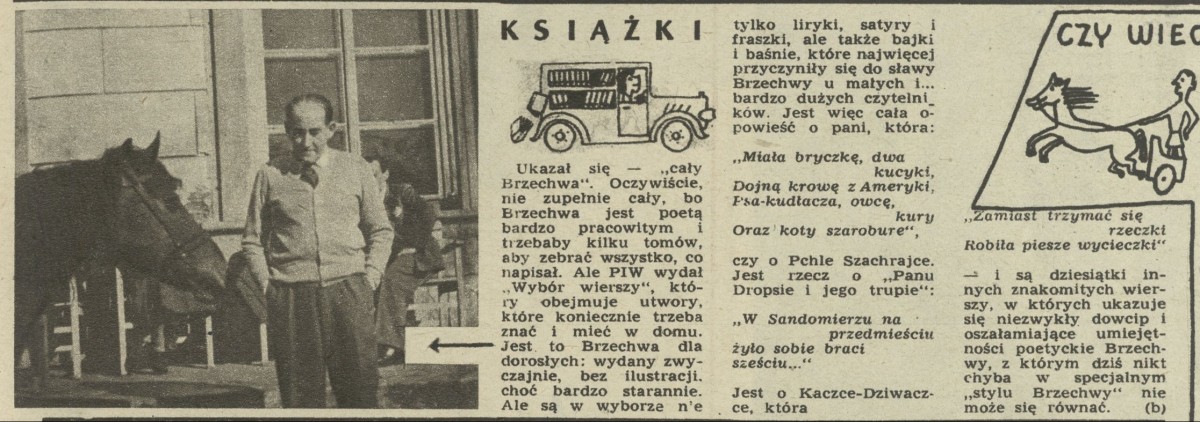 KSIĄŻKI
Ukazał się — „cały
Brzechwa“. Oczywiście,
nie zupełnie cały, bo
Brzechwa jest poetą
bardzo pracowitym i
trzebaby kilku tomów,
aby zebrać wszystko, co
napisał. Ale PIW wydał
„Wybór wierszy“, któ-
ry obejmuje utwory,
które koniecznie trzeba
znać i mieć w domu.
Jest to Brzechwa dla
dorosłych: wydany zwy-
czajnie, bez ilustracji,
choć bardzo starannie.
Ale są w wyborze n'e
tylko liryki, satyry i
fraszki, ale także bajki
i baśnie, które najwięcej
przyczyniły się do sławy
Brzechwy u małych i...
bardzo dużych czytelni_
ków. Jest więc cała o-
powieść o pani, która:
„Miała bryczkę, dwa
kucyki,
Dojną krowę z Ameryki,
Psa-kudłacza, owcę,
kury
Oraz koty szarobure“,
czy o Pchle Szachrajce.
Jest rzecz o „Panu
Dropsie i jego trupie“:
„W Sandomierzu na
przedmieściu
żyło sobie braci
sześciu...“
Jest o Kaczce-Dziwacz-
ce, która
„Zamiast trzymać się
rzeczki
Robiła piesze wycieczki“
— i są dziesiątki in-
nych znakomitych wier-
szy, w których ukazuje
się niezwykły dowcip i
oszałamiające umiejęt-
ności poetyckie Brzech-
wy, z którym dziś nikt
chyba w specjalnym
„stylu Brzechwy“ nie
może się równać. (b)
CZY WIEC